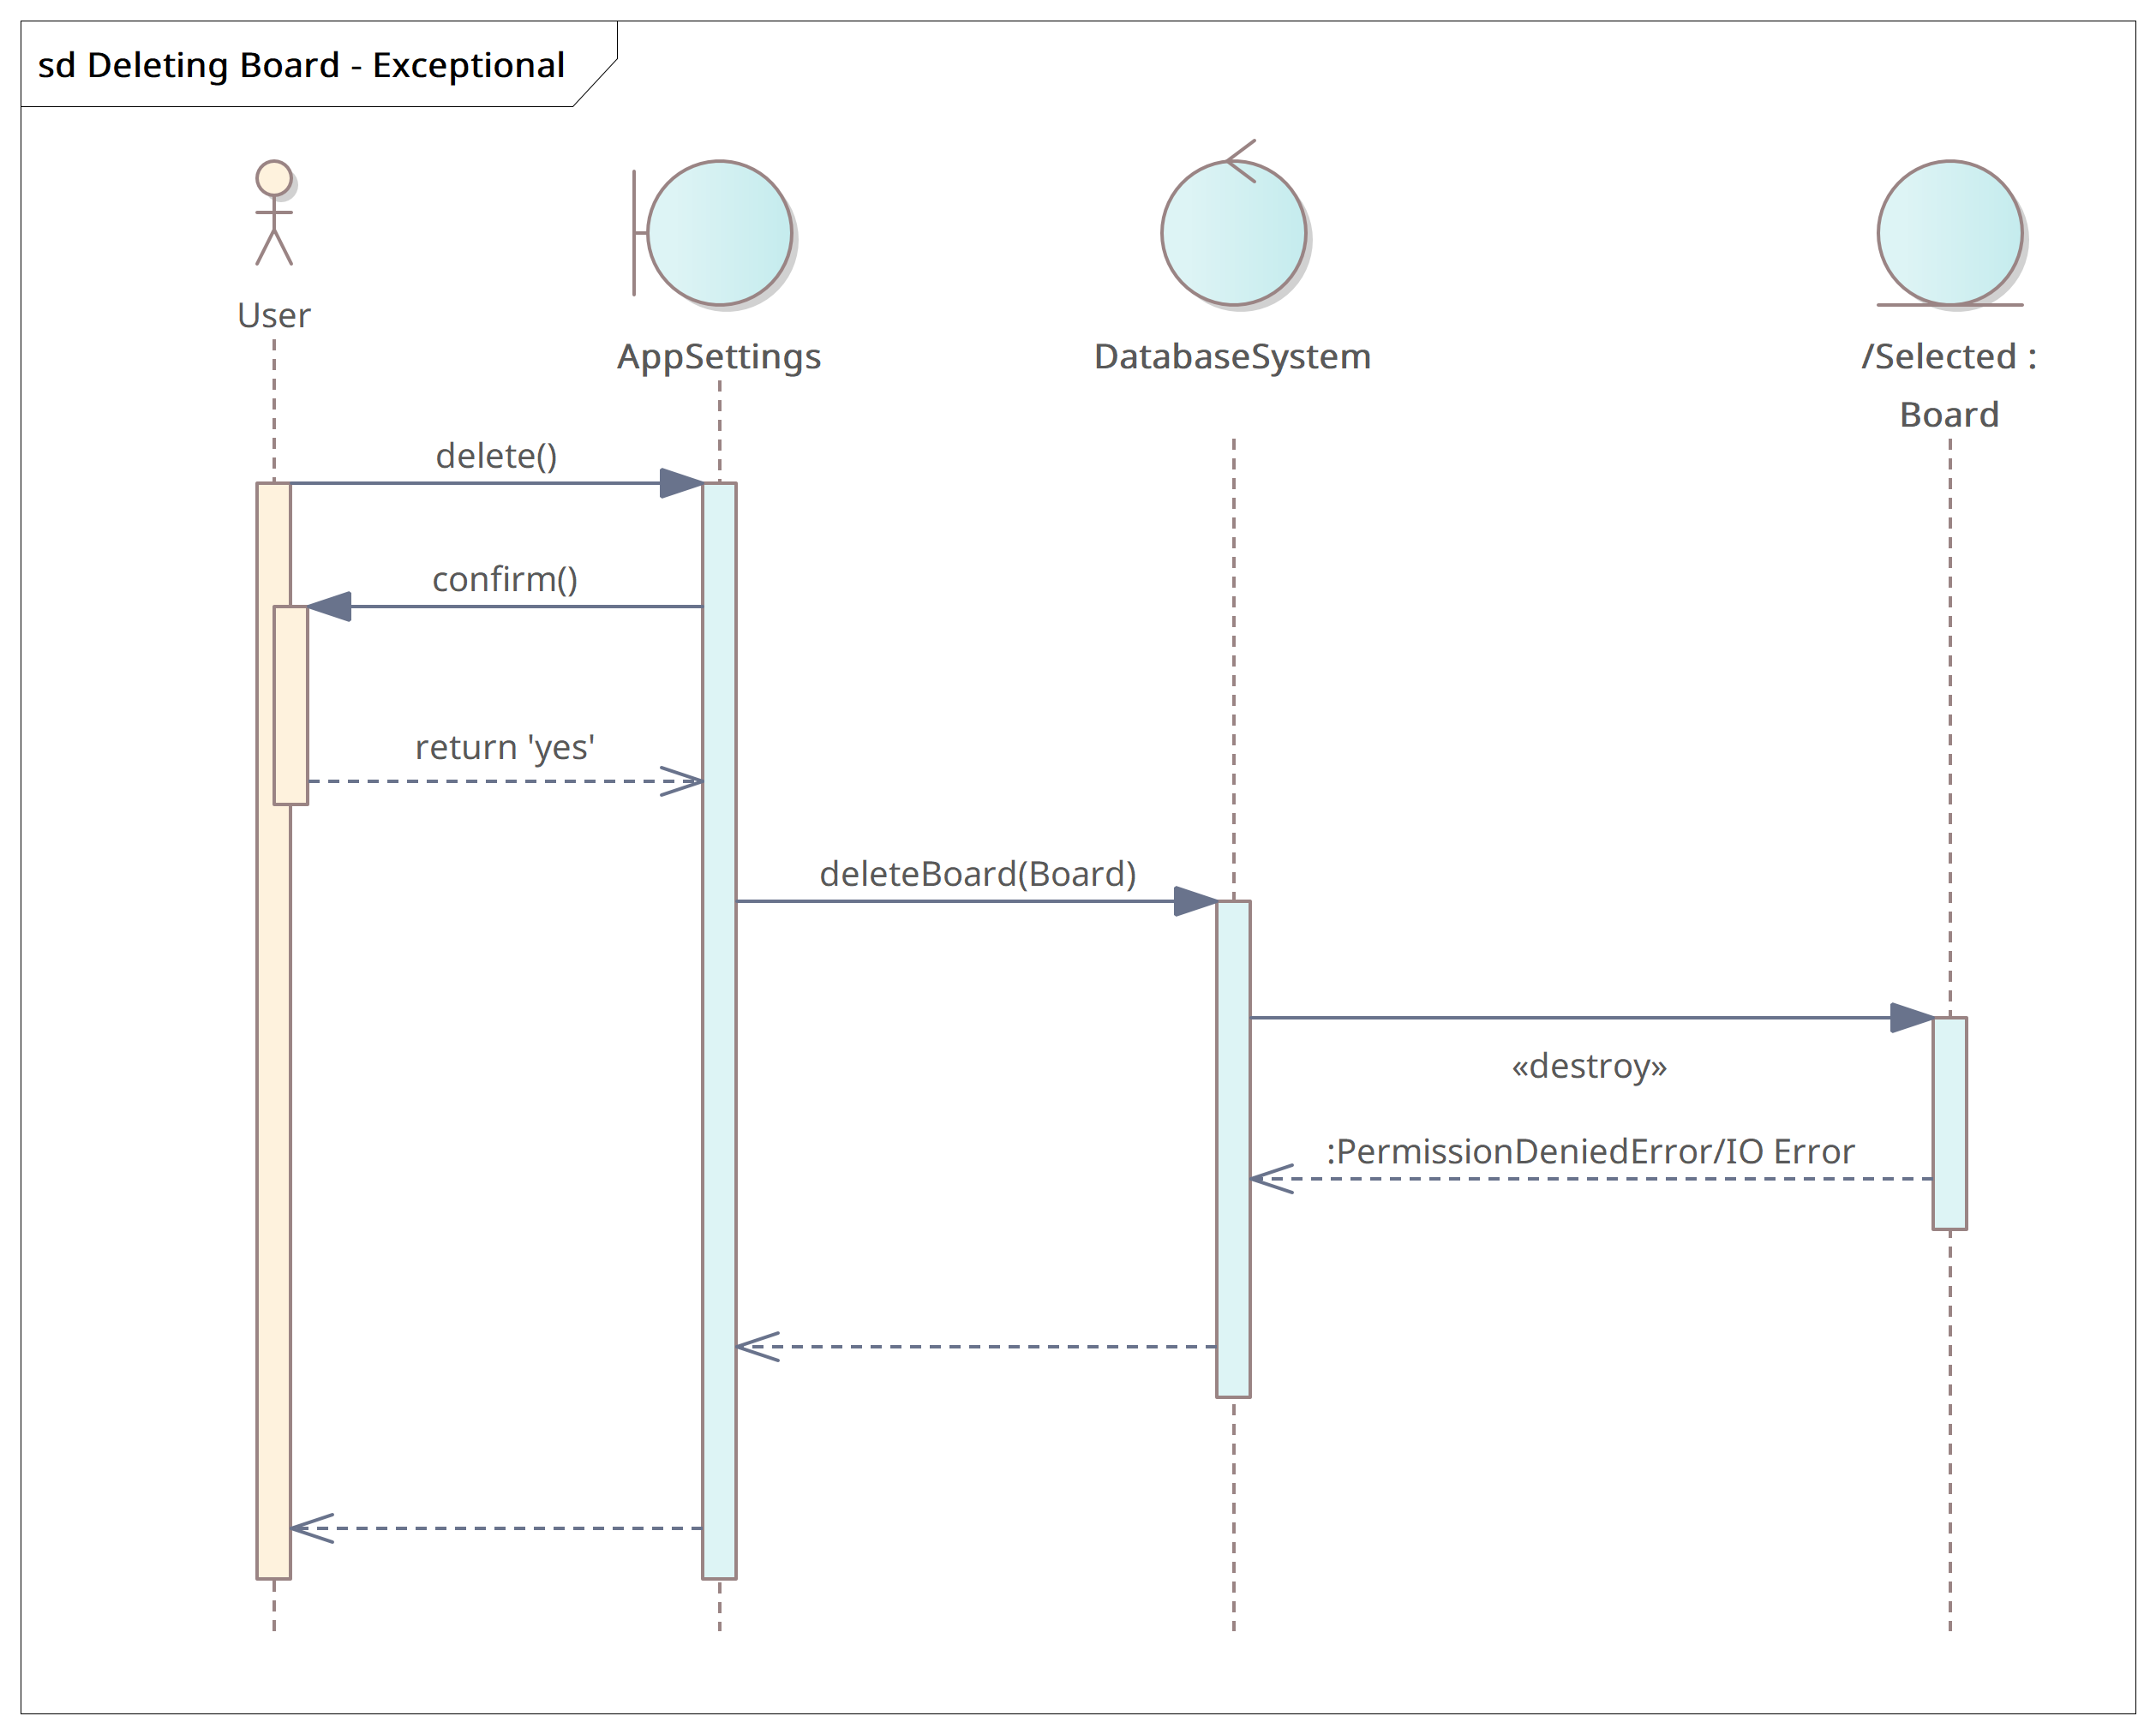 sd Deleting Board - Exceptional
User
AppSettings
DatabaseSystem
/Selected :
Board
delete()
confirm()
return 'yes'
deleteBoard(Board)
«destroy»
:PermissionDeniedError/IO Error